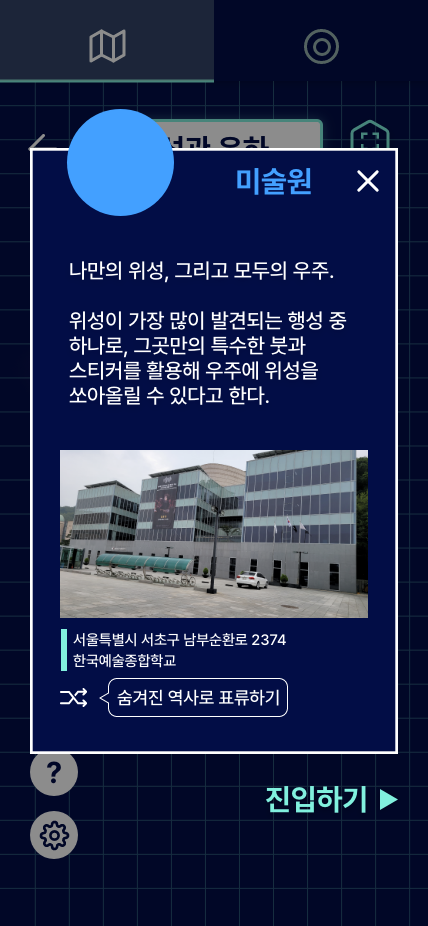 미술원
나만의 위성, 그리고 모두의 우주.
위성이 가장 많이 발견되는 행성 중
하나로, 그곳만의 특수한 붓과
스티커를 활용해 우주에 위성을
쏘아올릴 수 있다고 한다.
서울특별시 서초구 남부순환로 2374
한국예술종합학교
숨겨진 역사로 표류하기
?
진입하기